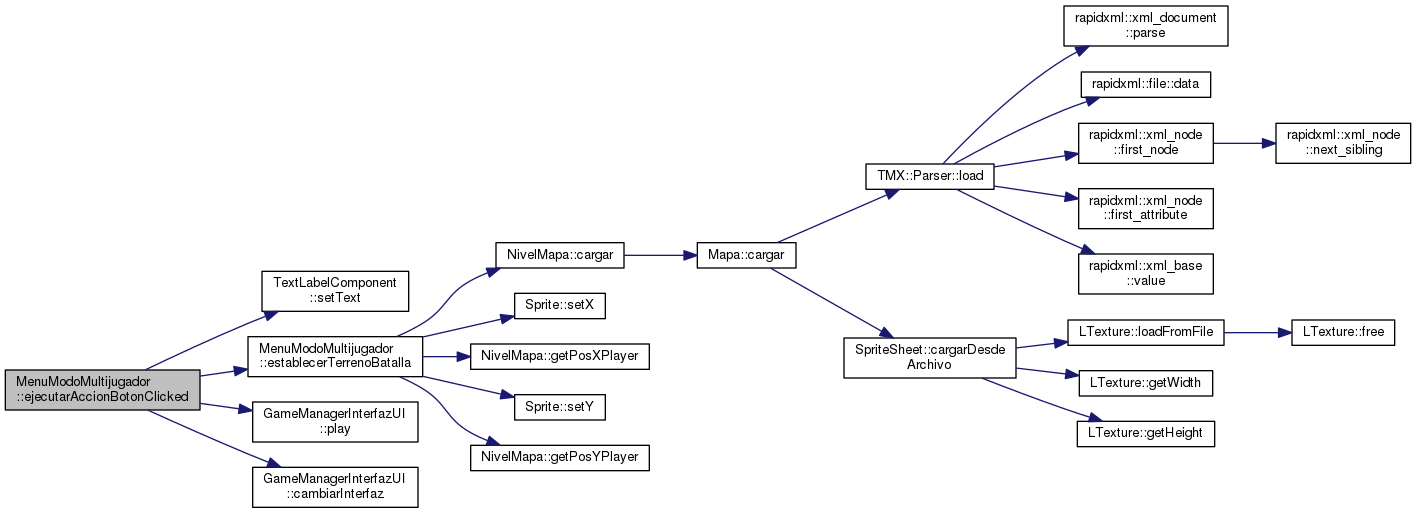 rapidxml::xml_document
::parse
rapidxml::file::data
rapidxml::xml_node
::first_node
rapidxml::xml_node
::next_sibling
TMX::Parser::load
rapidxml::xml_node
::first_attribute
NivelMapa::cargar
Mapa::cargar
rapidxml::xml_base
::value
TextLabelComponent
::setText
Sprite::setX
LTexture::loadFromFile
LTexture::free
MenuModoMultijugador
::establecerTerrenoBatalla
NivelMapa::getPosXPlayer
SpriteSheet::cargarDesde
Archivo
LTexture::getWidth
MenuModoMultijugador
::ejecutarAccionBotonClicked
Sprite::setY
GameManagerInterfazUI
::play
LTexture::getHeight
NivelMapa::getPosYPlayer
GameManagerInterfazUI
::cambiarInterfaz